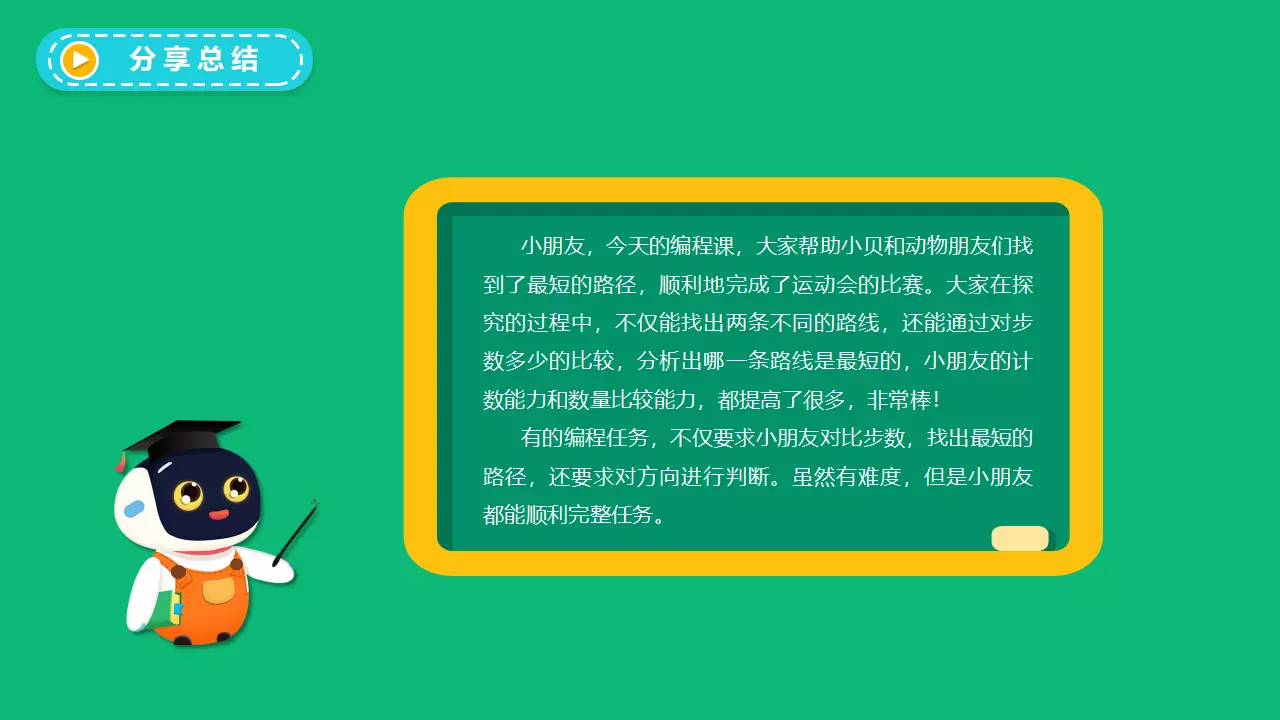 分享总结
小朋友，今天的编程课，大家帮助小贝和动物朋友们找
到了最短的路径，顺利地完成了运动会的比赛。大家在探
究的过程中，不仅能找出两条不同的路线，还能通过对步
数多少的比较，分析出哪一条路线是最短的，小朋友的计
数能力和数量比较能力，都提高了很多，非常棒！
有的编程任务，不仅要求小朋友对比步数，找出最短的
路径，还要求对方向进行判断。虽然有难度，但是小朋友
都能顺利完整任务。